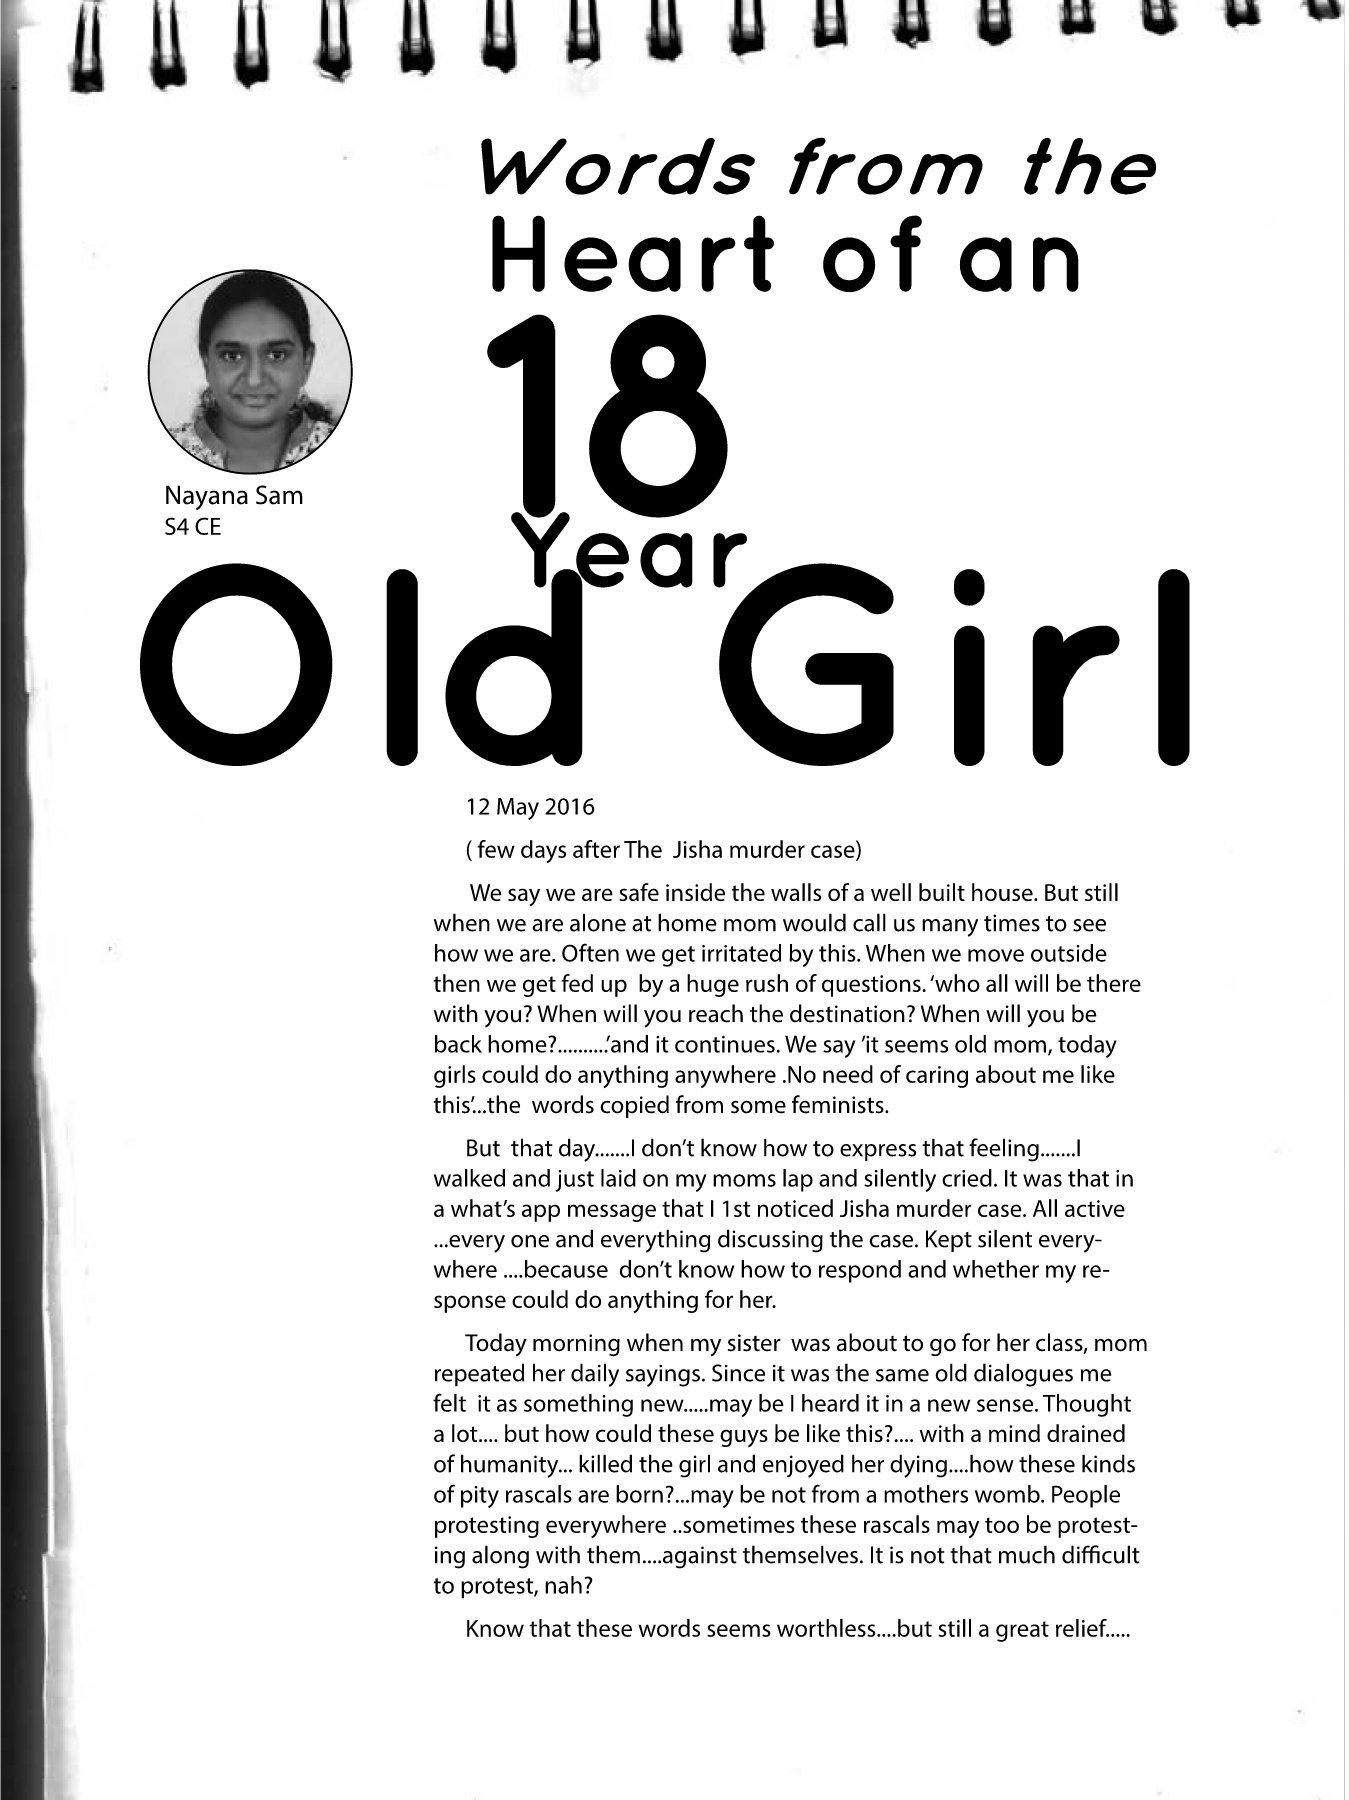 Words from the
Heart of an
18
Year
Old Girl
Nayana Sam
S4 CE
12 May 2016
( few days after The  Jisha murder case)
We say we are safe inside the walls of a well built house. But still
when we are alone at home mom would call us many times to see
how we are. Often we get irritated by this. When we move outside
then we get fed up  by a huge rush of questions. ‘who all will be there
with you? When will you reach the destination? When will you be
back home?..........’and it continues. We say ’it seems old mom, today
girls could do anything anywhere .No need of caring about me like
this’...the  words copied from some feminists.
But  that day.......I don’t know how to express that feeling.......I
walked and just laid on my moms lap and silently cried. It was that in
a what’s app message that I 1st noticed Jisha murder case. All active
...every one and everything discussing the case. Kept silent every-
where ....because  don’t know how to respond and whether my re-
sponse could do anything for her.
Today morning when my sister  was about to go for her class, mom
repeated her daily sayings. Since it was the same old dialogues me
felt  it as something new.....may be I heard it in a new sense. Thought
a lot.... but how could these guys be like this?.... with a mind drained
of humanity... killed the girl and enjoyed her dying....how these kinds
of pity rascals are born?...may be not from a mothers womb. People
protesting everywhere ..sometimes these rascals may too be protest-
ing along with them....against themselves. It is not that much difficult
to protest, nah?
Know that these words seems worthless....but still a great relief.....